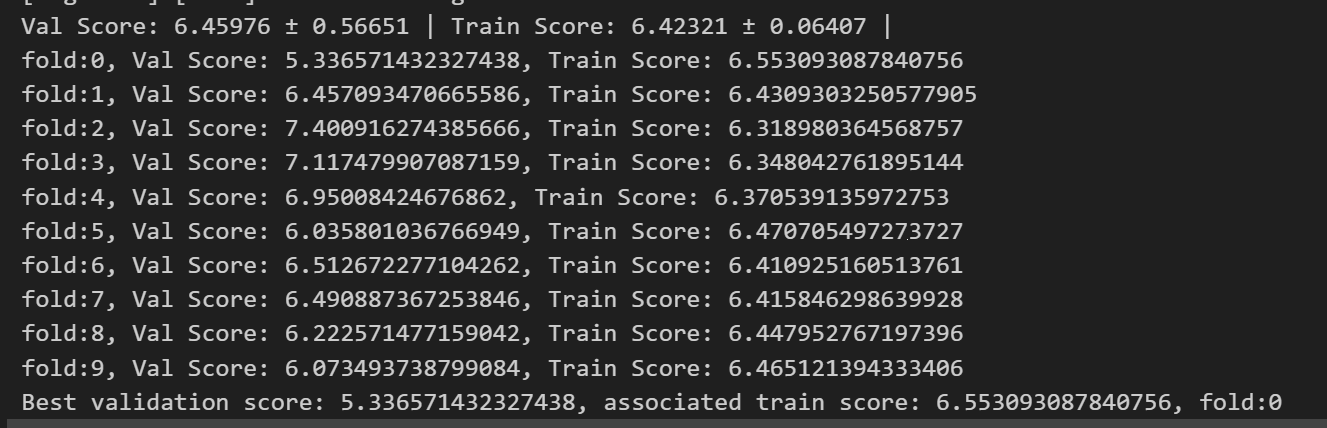 Val Score: 6.45976 ± 0.56651 | Train Score: 6.42321 ± 0.06407 |
fold:0, Val Score: 5.336571432327438, Train Score: 6.553093087840756
fold:1, Val Score: 6.457093470665586, Train Score: 6.4309303250577905
fold:2, Val Score: 7.400916274385666, Train Score: 6.318980364568757
fold:3, Val Score: 7.117479907087159, Train Score: 6.348042761895144
fold:4, Val Score: 6.95008424676862, Train Score: 6.370539135972753
fold:5, Val Score: 6.035801036766949, Train Score: 6.470705497273727
fold:6, Val Score: 6.512672277104262, Train Score: 6.410925160513761
fold:7, Val Score: 6.490887367253846, Train Score: 6.415846298639928
fold:8, Val Score: 6.222571477159042, Train Score: 6.447952767197396
fold:9, Val Score: 6.073493738799084, Train Score: 6.465121394333406
Best validation score: 5.336571432327438, associated train score: 6.553093087840756, fold:0